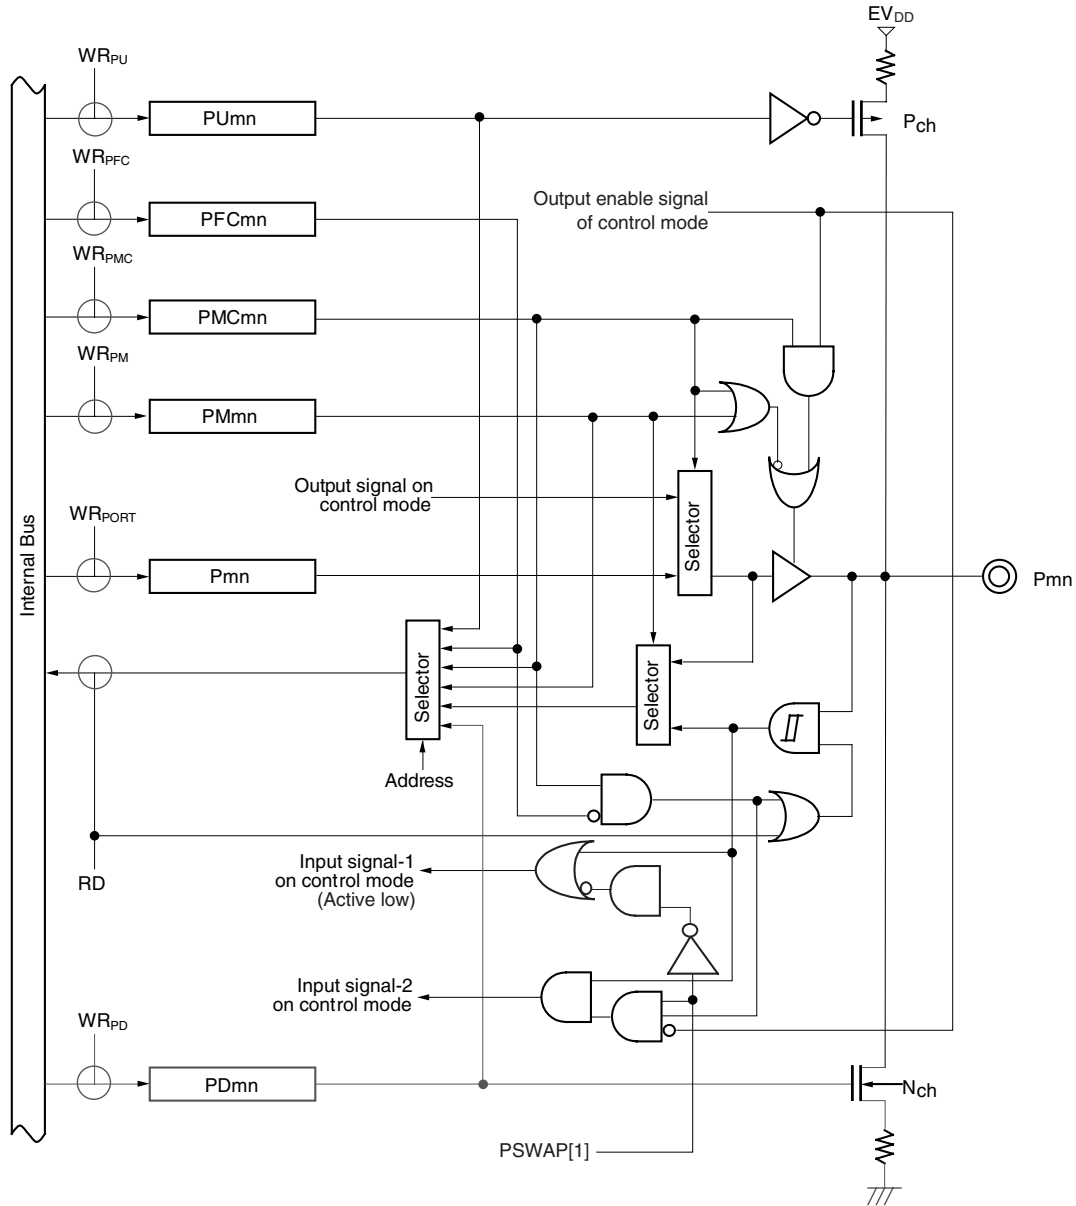 EVDD
WRPU
PUmn
Pch
WRPFC
PFCmn
Output enable signal
of control mode
WRPMC
PMCmn
WRPM
PMmn
Output signal on
control mode
Selector
WRPORT
Pmn
Pmn
Internal Bus
Selector
Selector
Address
RD
Input signal-1
on control mode
(Active low)
Input signal-2
on control mode
WRPD
PDmn
Nch
PSWAP[1]